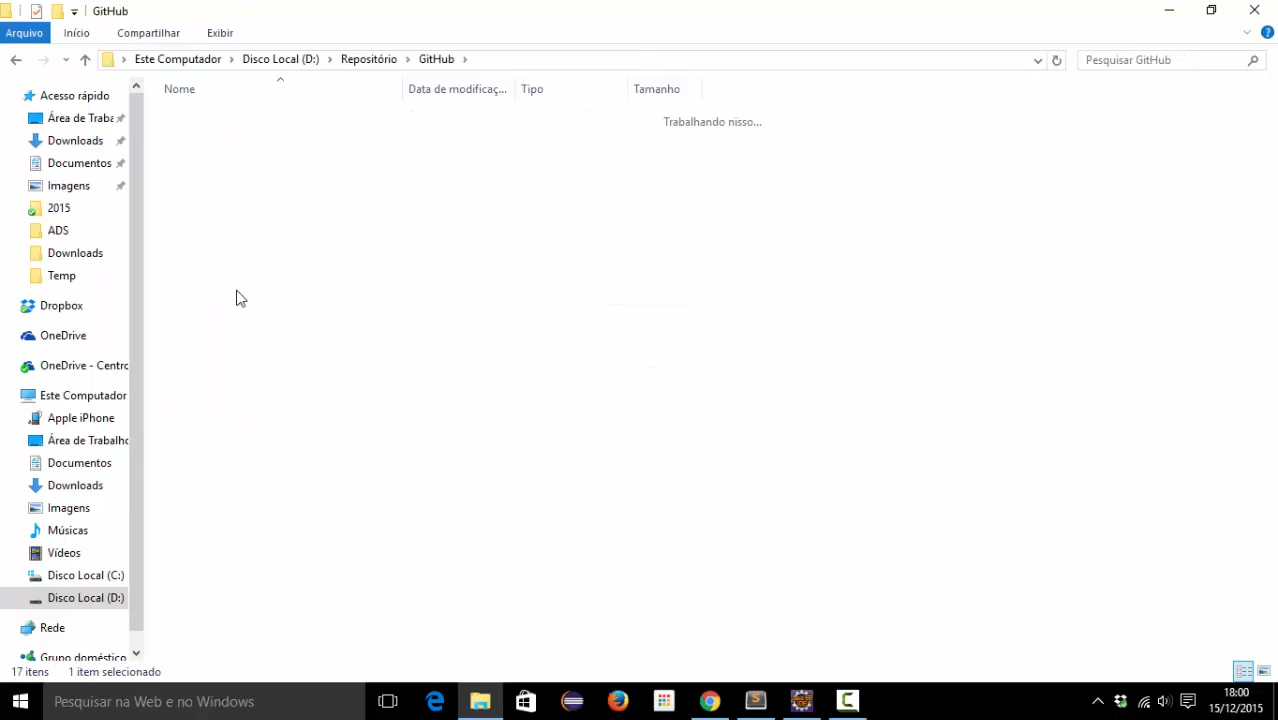 GitHub
Arquivo Início Compartilhar Exibir
Este Computador Disco Local (D:) Repositório GitHub
Pesquisar GitHub
Nome Data de modificaç... Tipo Tamanho
Trabalhando nisso...
Acesso rápido
Área de Traba
Downloads
Documentos
Imagens
2015
ADS
Downloads
Temp
Dropbox
OneDrive
OneDrive - Centro
Este Computador
Apple iPhone
Área de Trabalho
Documentos
Downloads
Imagens
Músicas
Vídeos
Disco Local (C:)
Disco Local (D:)
Rede
Grupo doméstico
17 itens 1 item selecionado
Pesquisar na Web e no Windows
18:00
15/12/2015